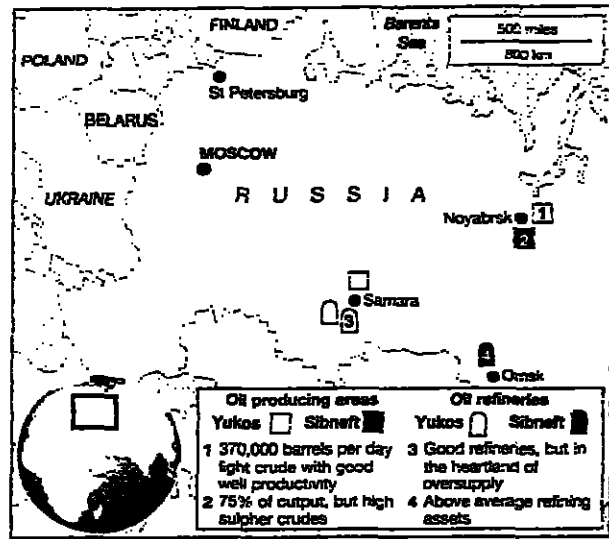 FINLAND
Barents
Sea
500 miles
800 km
POLAND
St Petersburg
BELARUS
MOSCOW
UKRAINE
RUSSIA
Noyabrsk
1
2
Samara
3
4
Omsk
Oil producing areas
Yukos Sibneft
1 370,000 barrels per day
light crude with good
well productivity
2 75% of output, but high
sulpher crudes
Oil refineries
Yukos Sibneft
3 Good refineries, but in
the heartland of
oversupply
4 Above average refining
assets